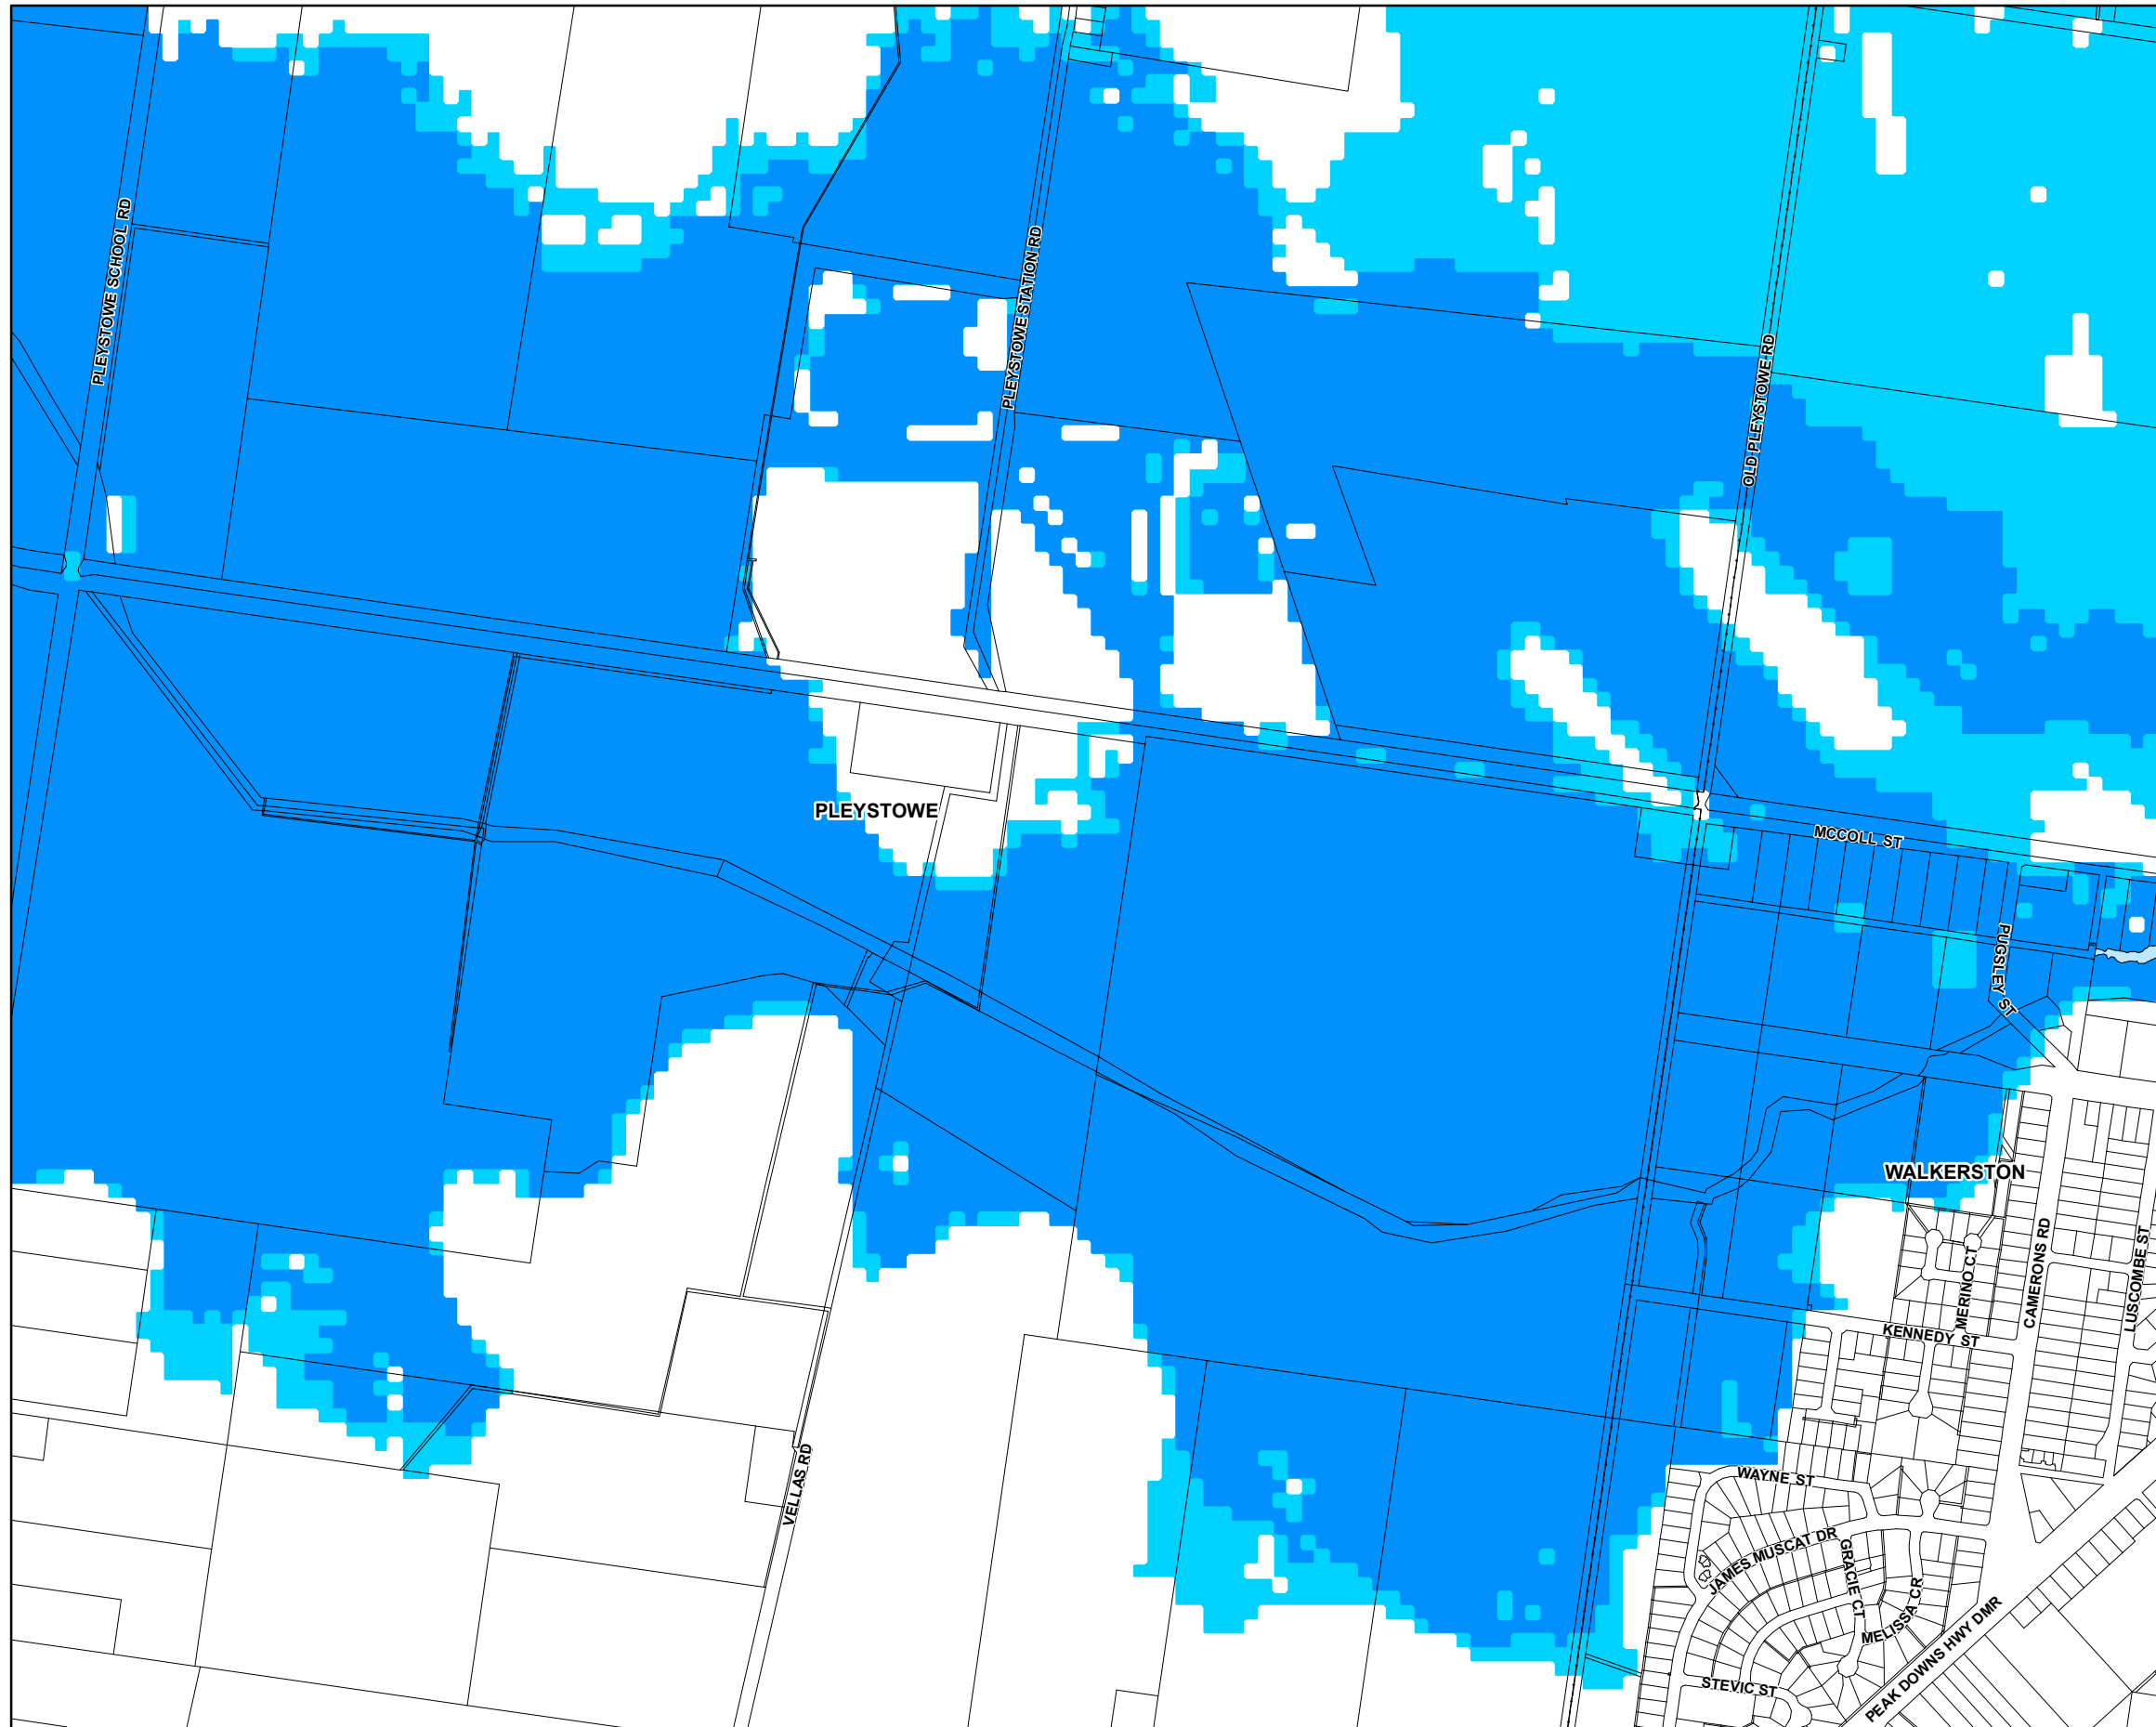 PLEYSTOWE SCHOOL RD
PLEYSTOWE STATION RD
OLD PLEYSTOWE RD
PLEYSTOWE
MCCOLL ST
PUGSLEY ST
WALKERSTON
MERINO CT
CAMERONS RD
LUSCOMBE ST
KENNEDY ST
VELLAS RD
WAYNE ST
JAMES MUSCAT DR
GRACIE CT
MELISSA CR
PEAK DOWNS HWY DMR
STEVIC ST